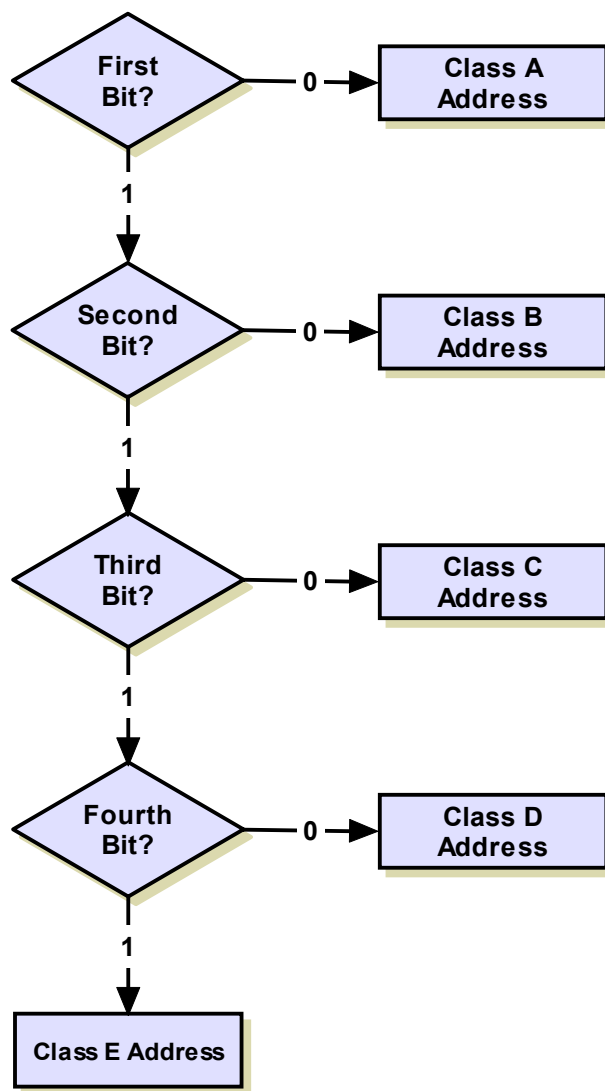 First
Bit?
0
Class A
Address
1
Second
Bit?
0
Class B
Address
1
Third
Bit?
0
Class C
Address
1
Fourth
Bit?
0
Class D
Address
1
Class E Address